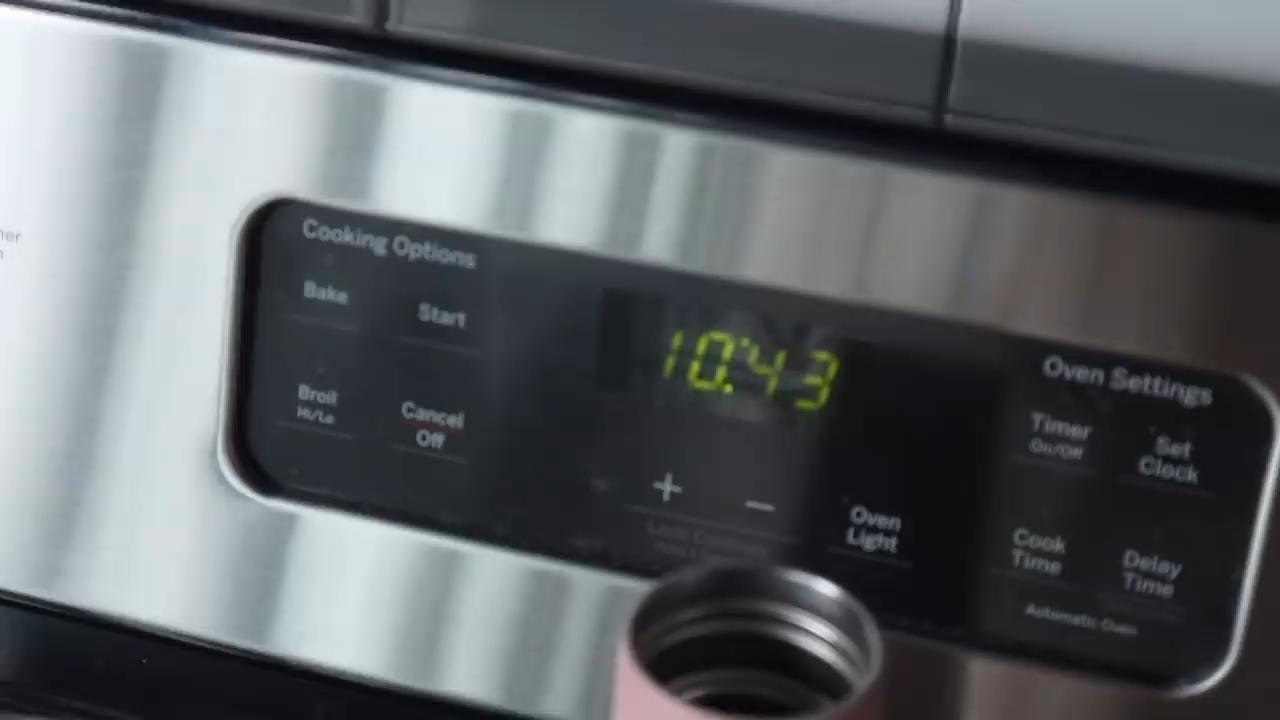 Cooking Options
Bake
Start
Broil
Hi/Lo
Cancel
Off
10:43
+
−
Oven
Light
Oven Settings
Timer
On/Off
Set
Clock
Cook
Time
Delay
Time
Automatic Oven